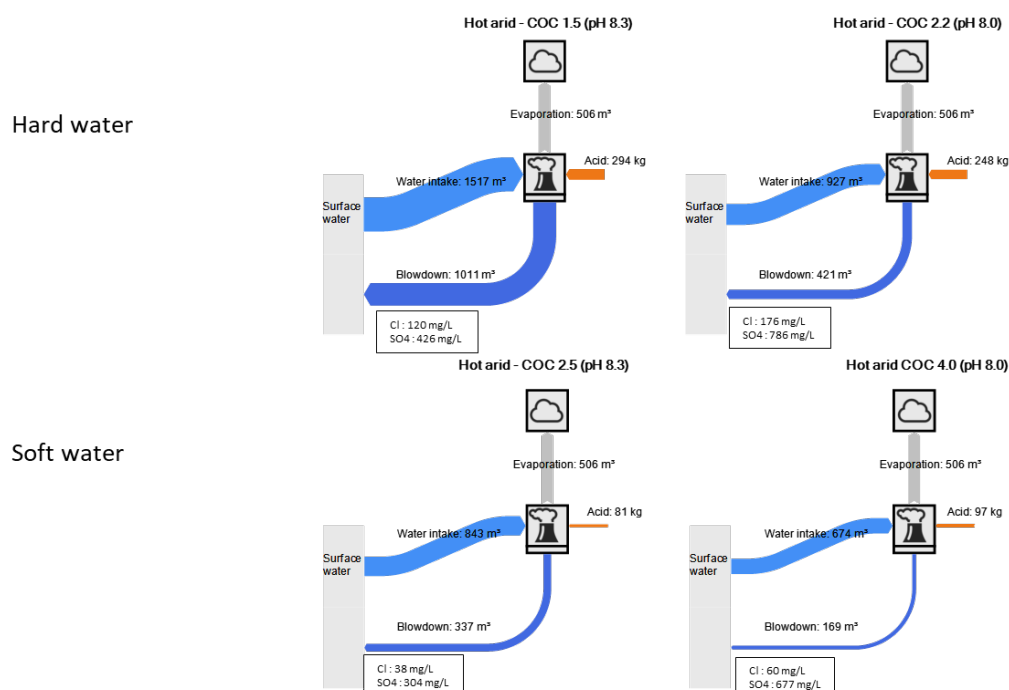 Hard water
Hot arid - COC 1.5 (pH 8.3)
Evaporation: 506 m³
Acid: 294 kg
Water intake: 1517 m³
Surface
water
Blowdown: 1011 m³
Cl : 120 mg/L
SO4 : 426 mg/L
Hot arid - COC 2.2 (pH 8.0)
Evaporation: 506 m³
Acid: 248 kg
Water intake: 927 m³
Surface
water
Blowdown: 421 m³
Cl : 176 mg/L
SO4 : 786 mg/L
Soft water
Hot arid - COC 2.5 (pH 8.3)
Evaporation: 506 m³
Acid: 81 kg
Water intake: 843 m³
Surface
water
Blowdown: 337 m³
Cl : 38 mg/L
SO4 : 304 mg/L
Hot arid COC 4.0 (pH 8.0)
Evaporation: 506 m³
Acid: 97 kg
Water intake: 674 m³
Surface
water
Blowdown: 169 m³
Cl : 60 mg/L
SO4 : 677 mg/L